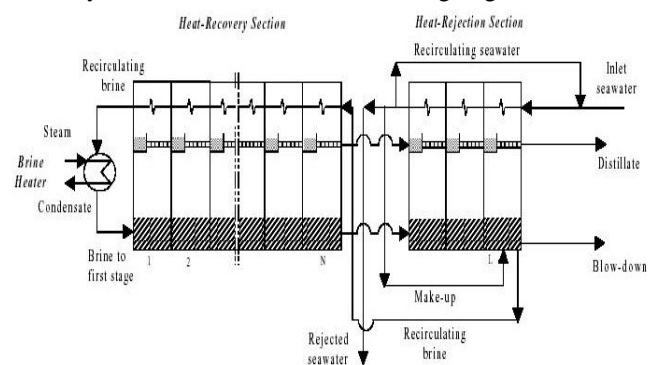 Heat-Recovery Section
Heat-Rejection Section
Recirculating seawater
Recirculating
brine
Inlet
seawater
Steam
Brine
Heater
Condensate
Distillate
Brine to
first stage
1
2
N
L
Blow-down
Make-up
Rejected
seawater
Recirculating
brine